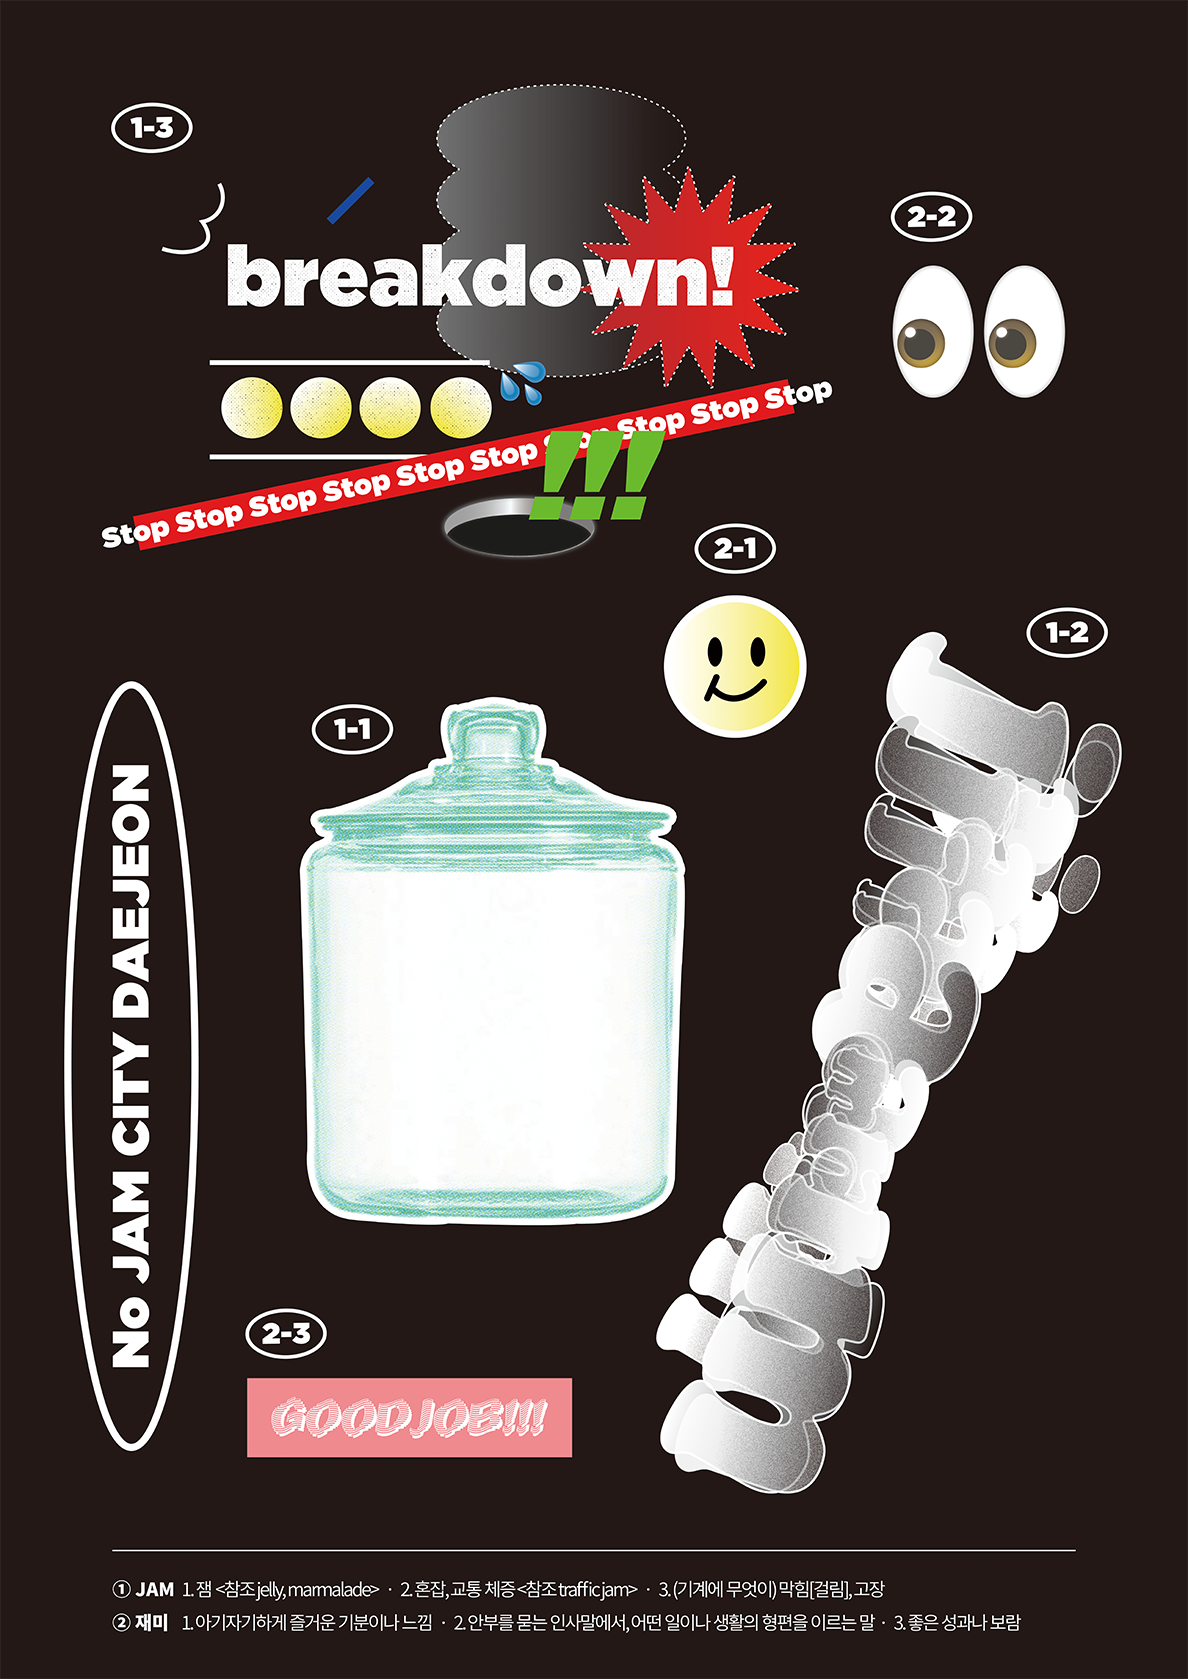 1-3
breakdown!
2-2
Stop Stop Stop Stop Stop Stop Stop Stop Stop Stop
!!!
2-1
1-2
1-1
No JAM CITY DAEJEON
2-3
GOOD JOB!!!
① JAM 1. 잼 <참조 jelly, marmalade> · 2. 혼잡, 교통 체증 <참조 traffic jam> · 3. (기계에 무엇이) 막힘[걸림], 고장
② 재미 1. 아기자기하게 즐거운 기분이나 느낌 · 2. 안부를 묻는 인사말에서, 어떤 일이나 생활의 형편을 이르는 말 · 3. 좋은 성과나 보람